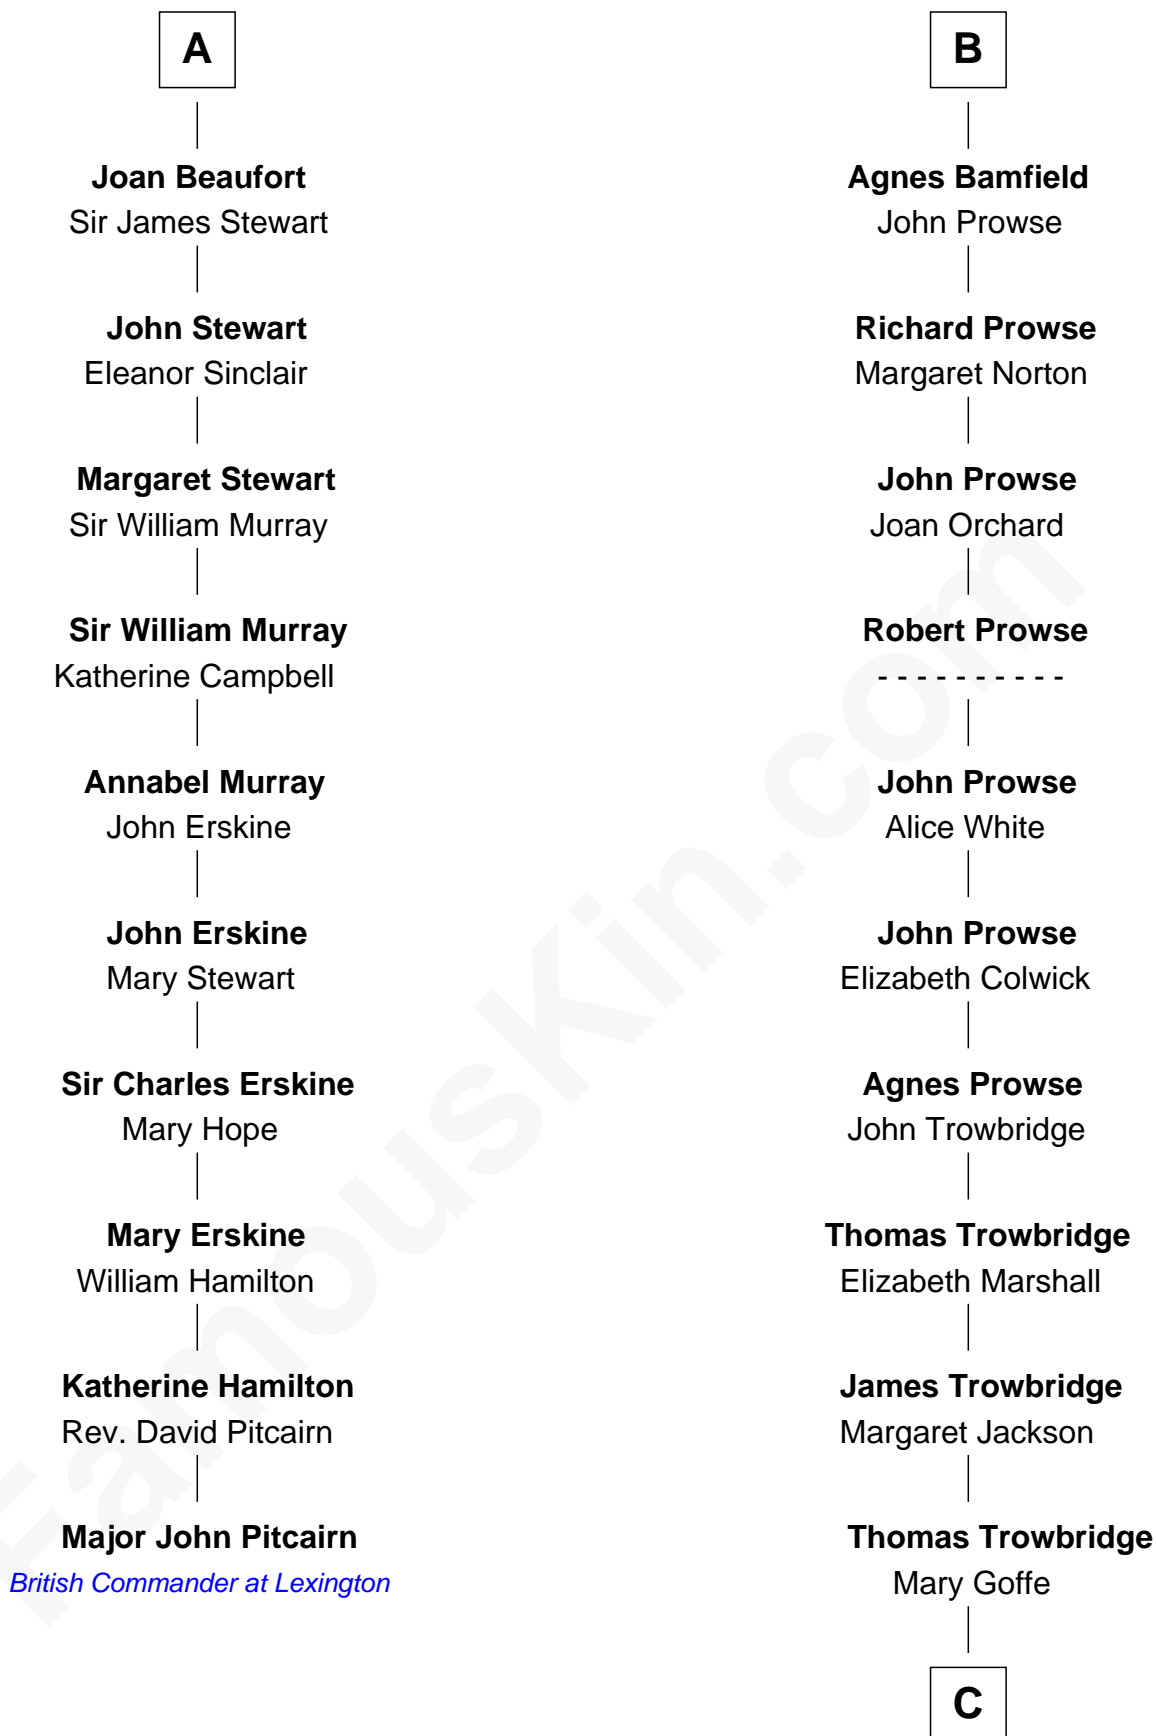 A
Joan Beaufort
Sir James Stewart
John Stewart
Eleanor Sinclair
Margaret Stewart
Sir William Murray
Sir William Murray
Katherine Campbell
Annabel Murray
John Erskine
John Erskine
Mary Stewart
Sir Charles Erskine
Mary Hope
Mary Erskine
William Hamilton
Katherine Hamilton
Rev. David Pitcairn
Major John Pitcairn
British Commander at Lexington
B
Agnes Bamfield
John Prowse
Richard Prowse
Margaret Norton
John Prowse
Joan Orchard
Robert Prowse
- - - - - - - - - -
John Prowse
Alice White
John Prowse
Elizabeth Colwick
Agnes Prowse
John Trowbridge
Thomas Trowbridge
Elizabeth Marshall
James Trowbridge
Margaret Jackson
Thomas Trowbridge
Mary Goffe
C
FamousKin.com